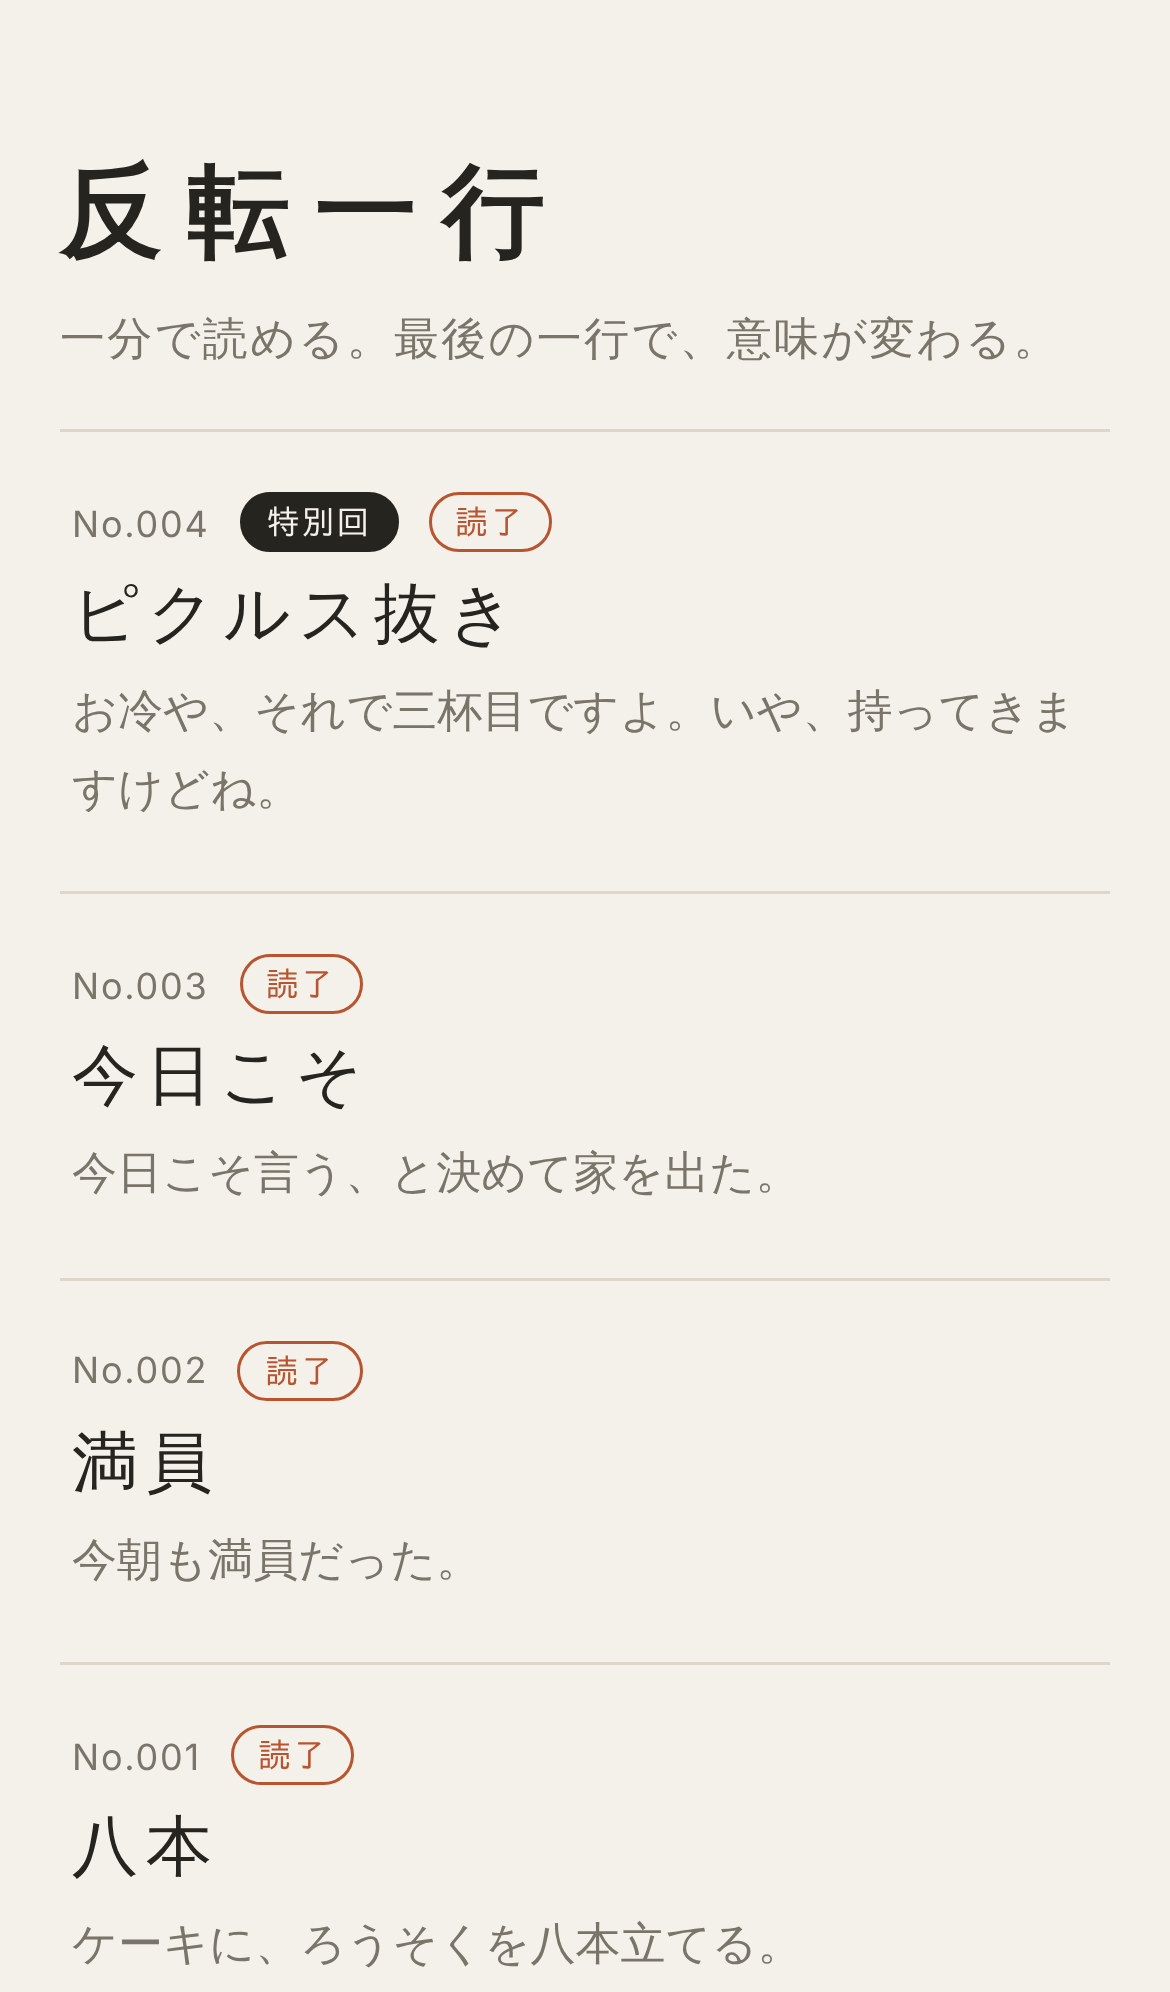 反転一行
一分で読める。最後の一行で、意味が変わる。
No.004 特別回 読了
ピクルス抜き
お冷や、それで三杯目ですよ。いや、持ってきま
すけどね。
No.003 読了
今日こそ
今日こそ言う、と決めて家を出た。
No.002 読了
満員
今朝も満員だった。
No.001 読了
八本
ケーキに、ろうそくを八本立てる。